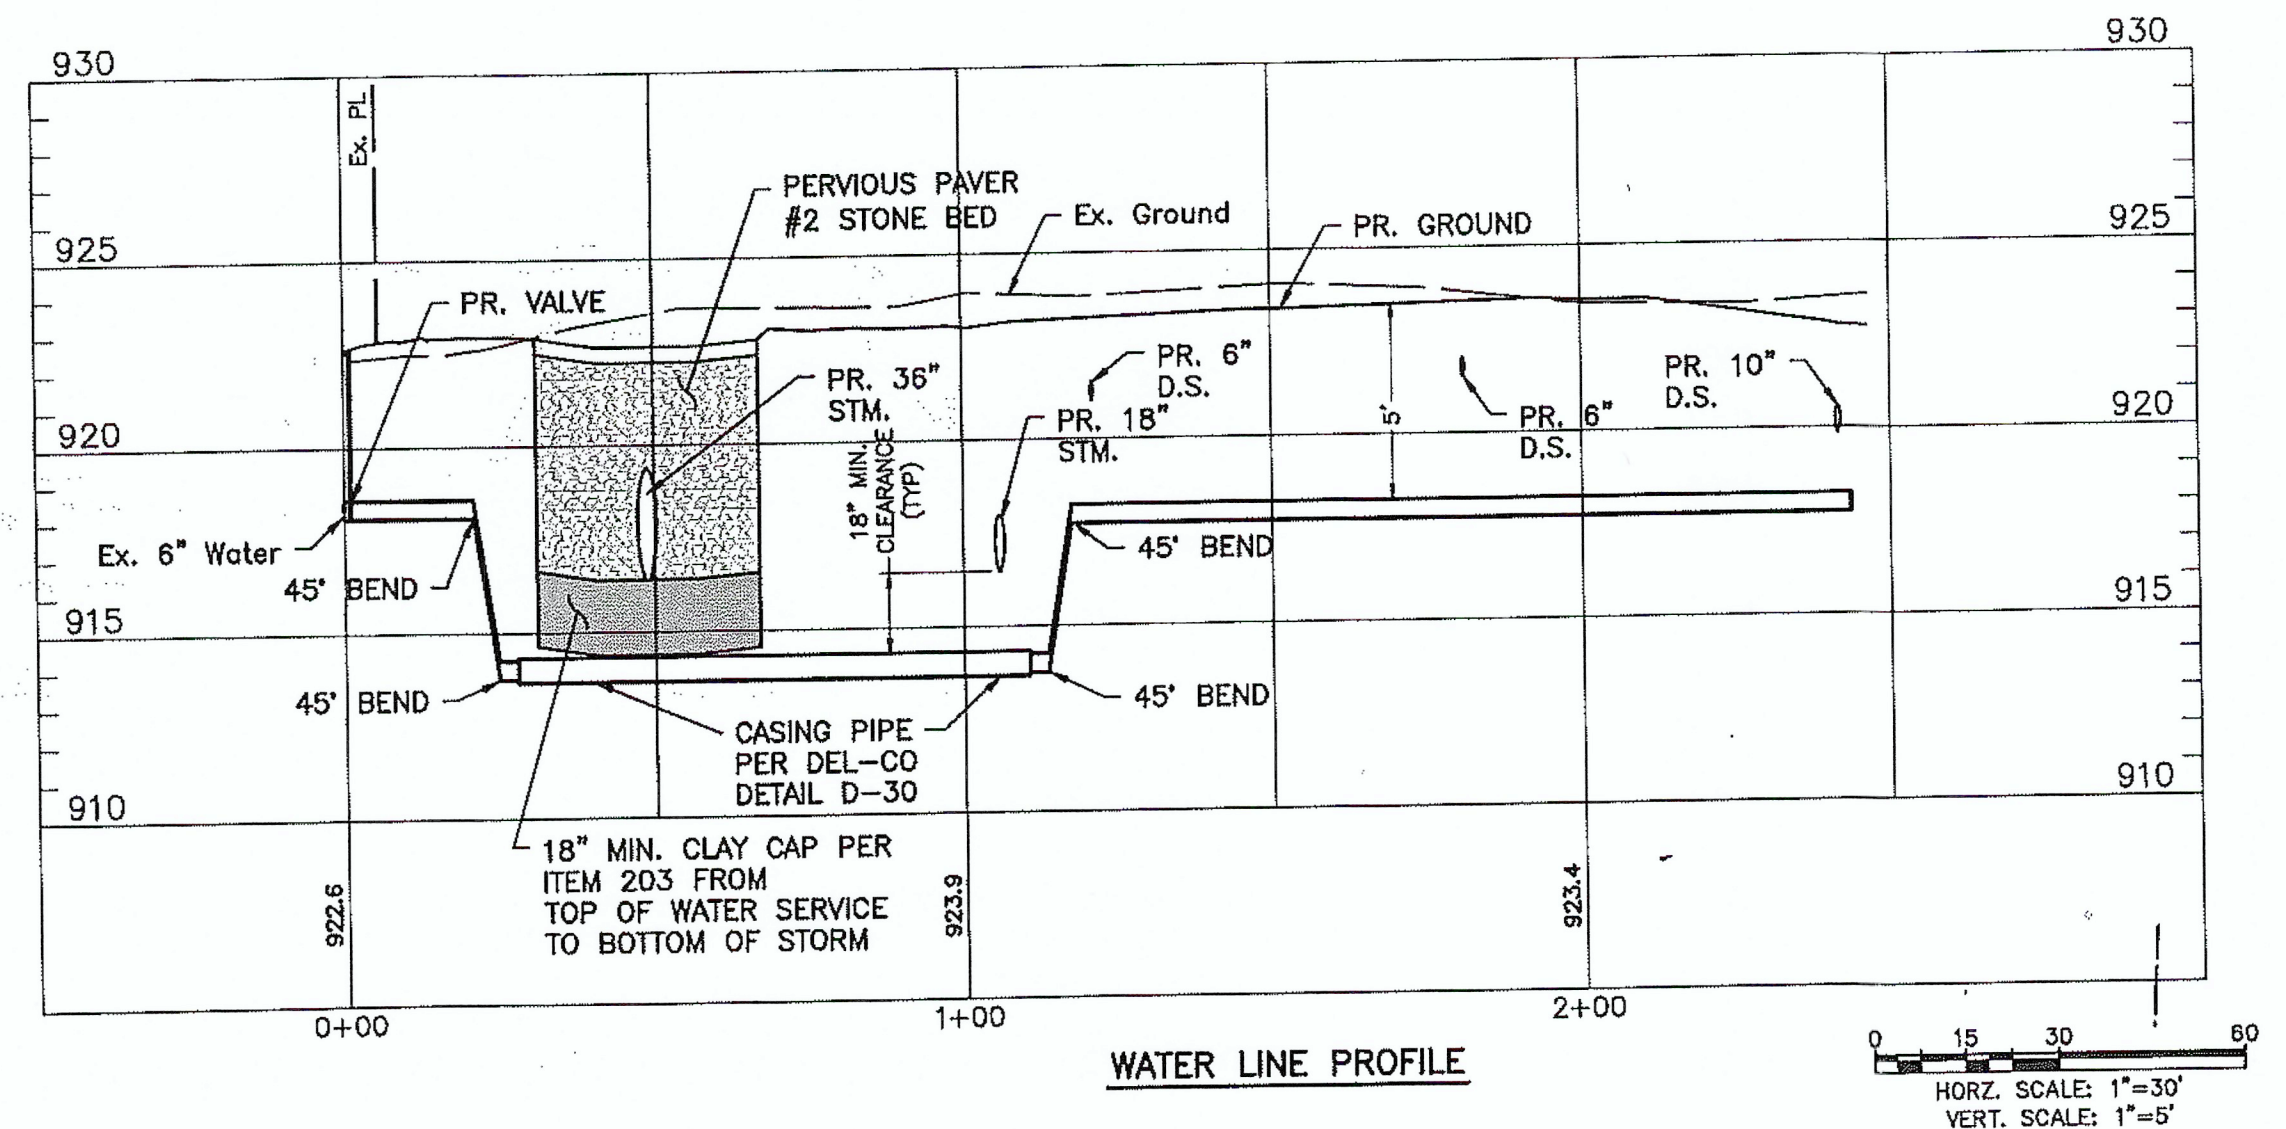 930
930
Ex. PL
PERVIOUS PAVER
#2 STONE BED
Ex. Ground
PR. GROUND
925
925
PR. VALVE
PR. 36"
STM.
PR. 6"
D.S.
PR. 10"
D.S.
PR. 18"
STM.
PR. 6"
D.S.
5'
920
920
18" MIN.
CLEARANCE
(TYP)
Ex. 6" Water
45° BEND
45° BEND
915
915
45° BEND
45° BEND
CASING PIPE
PER DEL-CO
DETAIL D-30
910
910
18" MIN. CLAY CAP PER
ITEM 203 FROM
TOP OF WATER SERVICE
TO BOTTOM OF STORM
922.6
923.9
923.4
0+00
1+00
2+00
WATER LINE PROFILE
0 15 30 60
HORZ. SCALE: 1"=30'
VERT. SCALE: 1"=5'